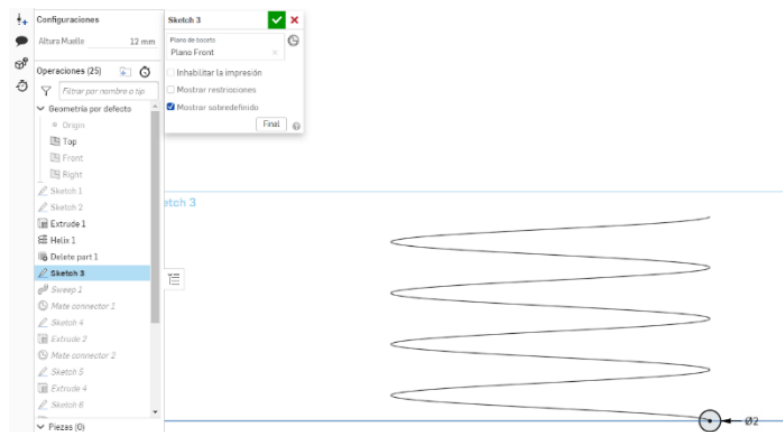 Configuraciones
Altura Muelle 12 mm
Operaciones (25)
Filtrar por nombre o tip
Geometría por defecto
Origin
Top
Front
Right
Sketch 1
Sketch 2
Extrude 1
Helix 1
Delete part 1
Sketch 3
Sweep 1
Mate connector 1
Sketch 4
Extrude 2
Mate connector 2
Sketch 5
Extrude 4
Sketch 6
Piezas (0)
Sketch 3
Plano de boceto
Plano Front
Inhabilitar la impresión
Mostrar restricciones
Mostrar sobredefinido
Final
etch 3
Ø2